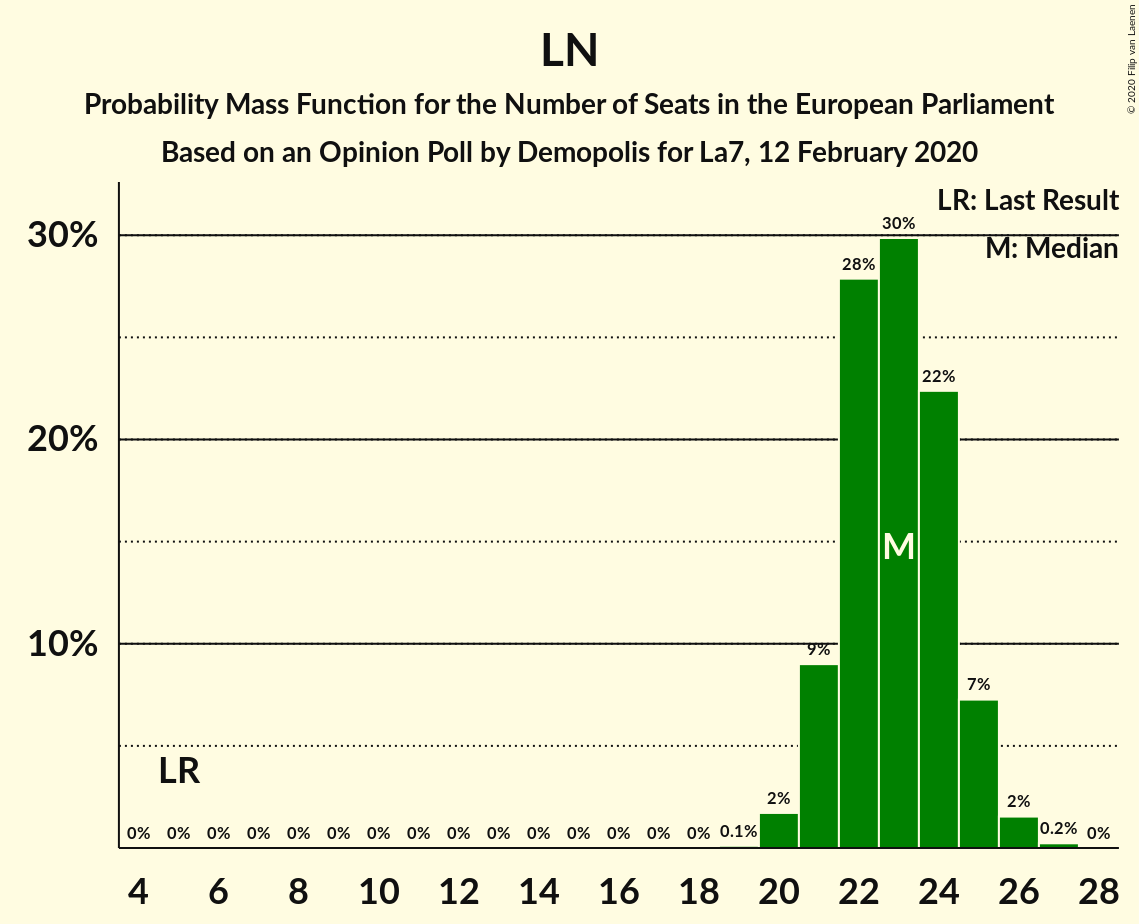 LN
Probability Mass Function for the Number of Seats in the European Parliament
Based on an Opinion Poll by Demopolis for La7, 12 February 2020
© 2020 Filip van Laenen
LR: Last Result
M: Median
30%
20%
10%
30%
28%
22%
9%
7%
M
LR
0% 0% 0% 0% 0% 0% 0% 0% 0% 0% 0% 0% 0% 0% 0% 0.1% 2% 2% 0.2% 0%
4 6 8 10 12 14 16 18 20 22 24 26 28